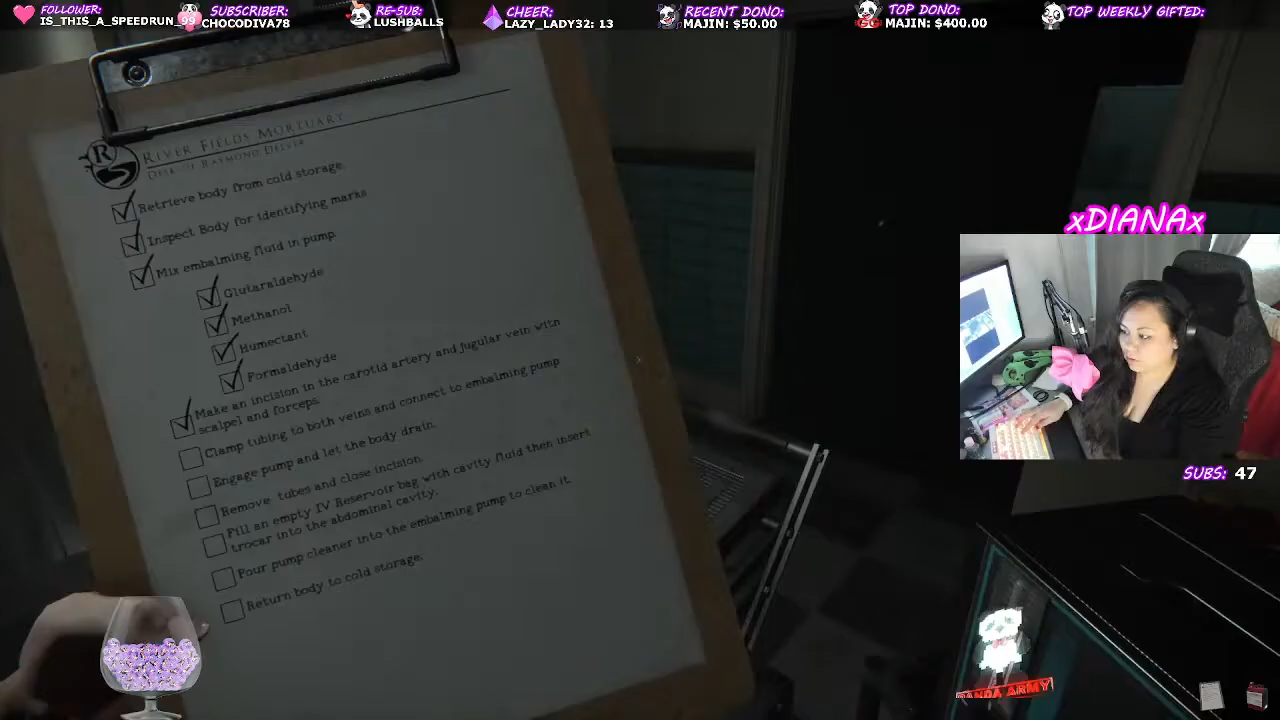 FOLLOWER:
IS_THIS_A_SPEEDRUN_99
SUBSCRIBER:
CHOCODIVA78
RE-SUB:
LUSHBALLS
CHEER:
LAZY_LADY32: 13
RECENT DONO:
MAJIN: $50.00
TOP DONO:
MAJIN: $400.00
TOP WEEKLY GIFTED:
GG
R
RIVER FIELDS MORTUARY
DESK OF RAYMOND DELVER
Retrieve body from cold storage.
Inspect Body for identifying marks
Mix embalming fluid in pump.
Glutaraldehyde
Methanol
Humectant
Formaldehyde
Make an incision in the carotid artery and jugular vein with
scalpel and forceps.
Clamp tubing to both veins and connect to embalming pump
Engage pump and let the body drain.
Remove tubes and close incision.
Fill an empty IV Reservoir bag with cavity fluid then insert
trocar into the abdominal cavity.
Pour pump cleaner into the embalming pump to clean it.
Return body to cold storage.
xDIANAx
SUBS: 47
PANDA ARMY